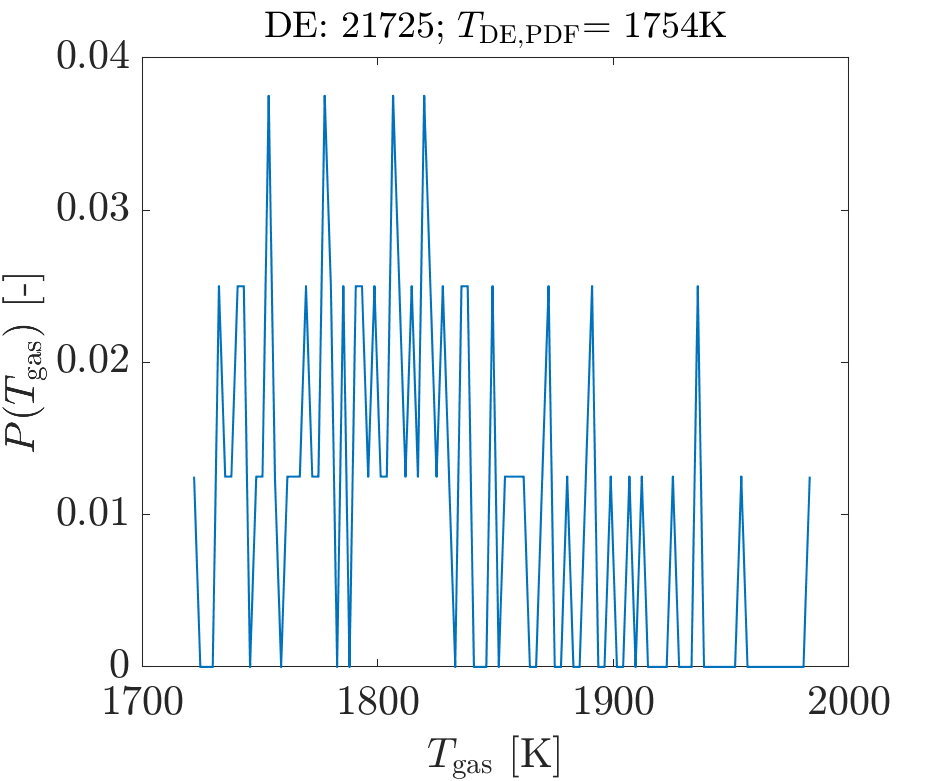 DE: 21725; T_DE,PDF= 1754K
0.04
0.03
0.02
0.01
0
P(T_gas) [-]
1700 1800 1900 2000
T_gas [K]